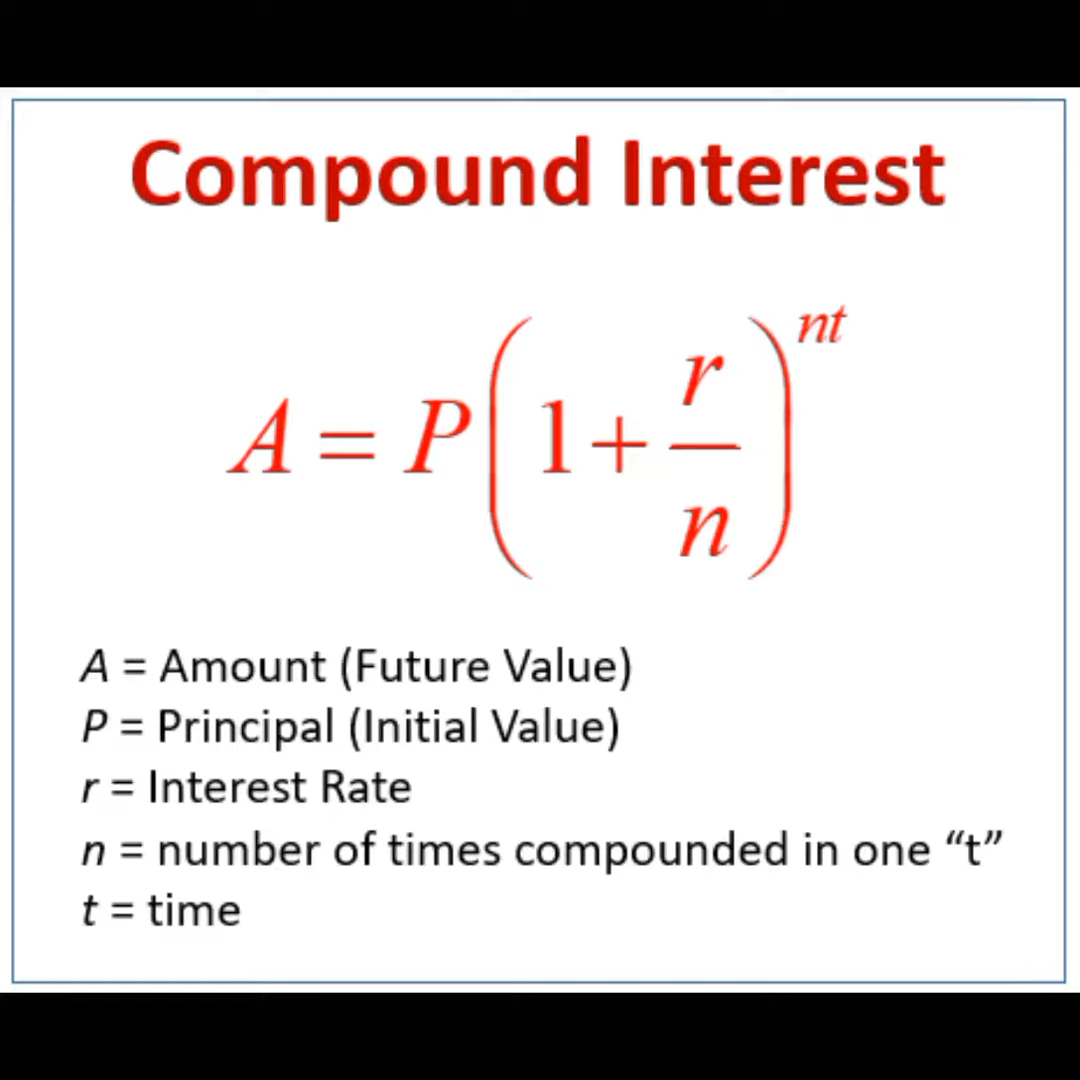 Compound Interest
A = P(1 + r/n)^nt
A = Amount (Future Value)
P = Principal (Initial Value)
r = Interest Rate
n = number of times compounded in one “t”
t = time